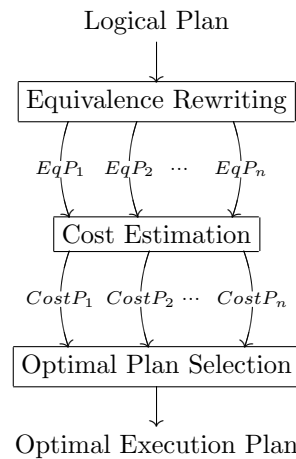 Logical Plan
Equivalence Rewriting
EqP₁ EqP₂ ··· EqPₙ
Cost Estimation
CostP₁ CostP₂ ··· CostPₙ
Optimal Plan Selection
Optimal Execution Plan